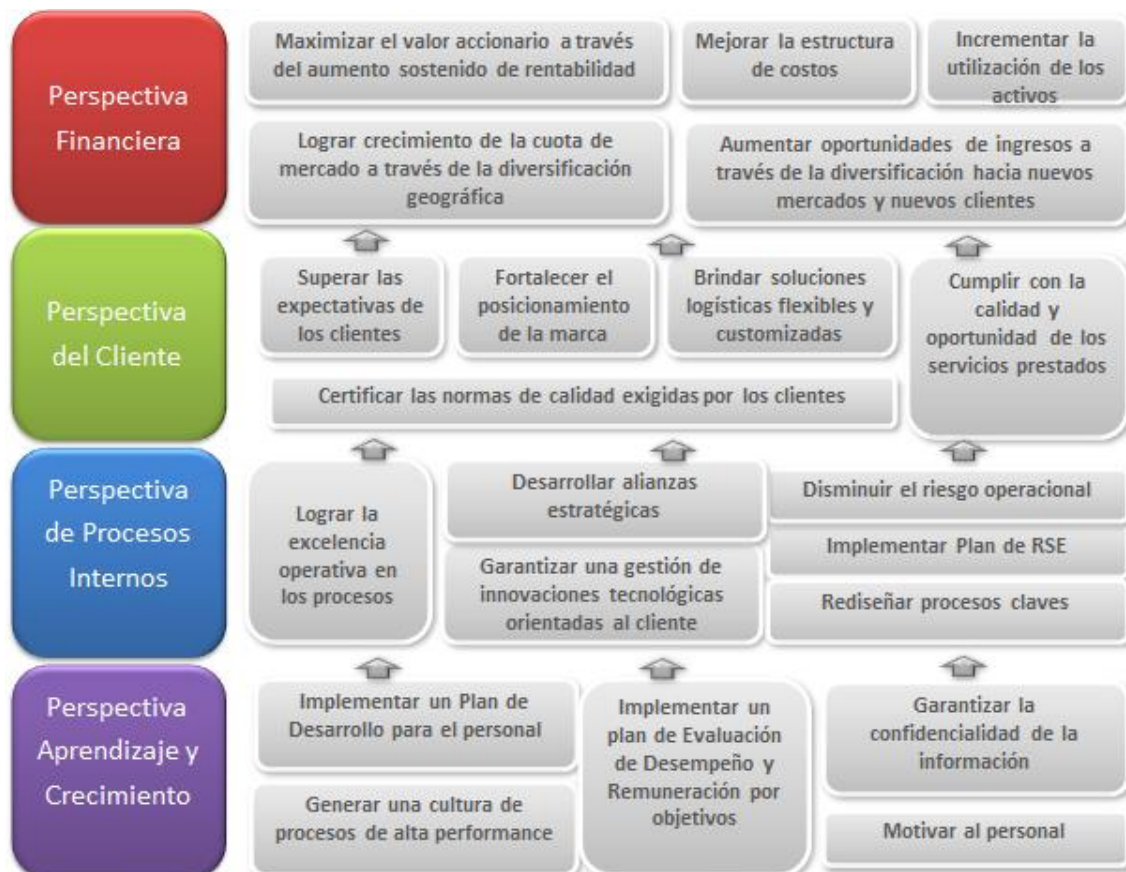 Perspectiva
Financiera
Maximizar el valor accionario a través
del aumento sostenido de rentabilidad
Mejorar la estructura
de costos
Incrementar la
utilización de los
activos
Lograr crecimiento de la cuota de
mercado a través de la diversificación
geográfica
Aumentar oportunidades de ingresos a
través de la diversificación hacia nuevos
mercados y nuevos clientes
Perspectiva
del Cliente
Superar las
expectativas de
los clientes
Fortalecer el
posicionamiento
de la marca
Brindar soluciones
logísticas flexibles y
customizadas
Cumplir con la
calidad y
oportunidad de los
servicios prestados
Certificar las normas de calidad exigidas por los clientes
Perspectiva
de Procesos
Internos
Lograr la
excelencia
operativa en
los procesos
Desarrollar alianzas
estratégicas
Garantizar una gestión de
innovaciones tecnológicas
orientadas al cliente
Disminuir el riesgo operacional
Implementar Plan de RSE
Rediseñar procesos claves
Perspectiva
Aprendizaje y
Crecimiento
Implementar un Plan de
Desarrollo para el personal
Generar una cultura de
procesos de alta performance
Implementar un
plan de Evaluación
de Desempeño y
Remuneración por
objetivos
Garantizar la
confidencialidad de la
información
Motivar al personal